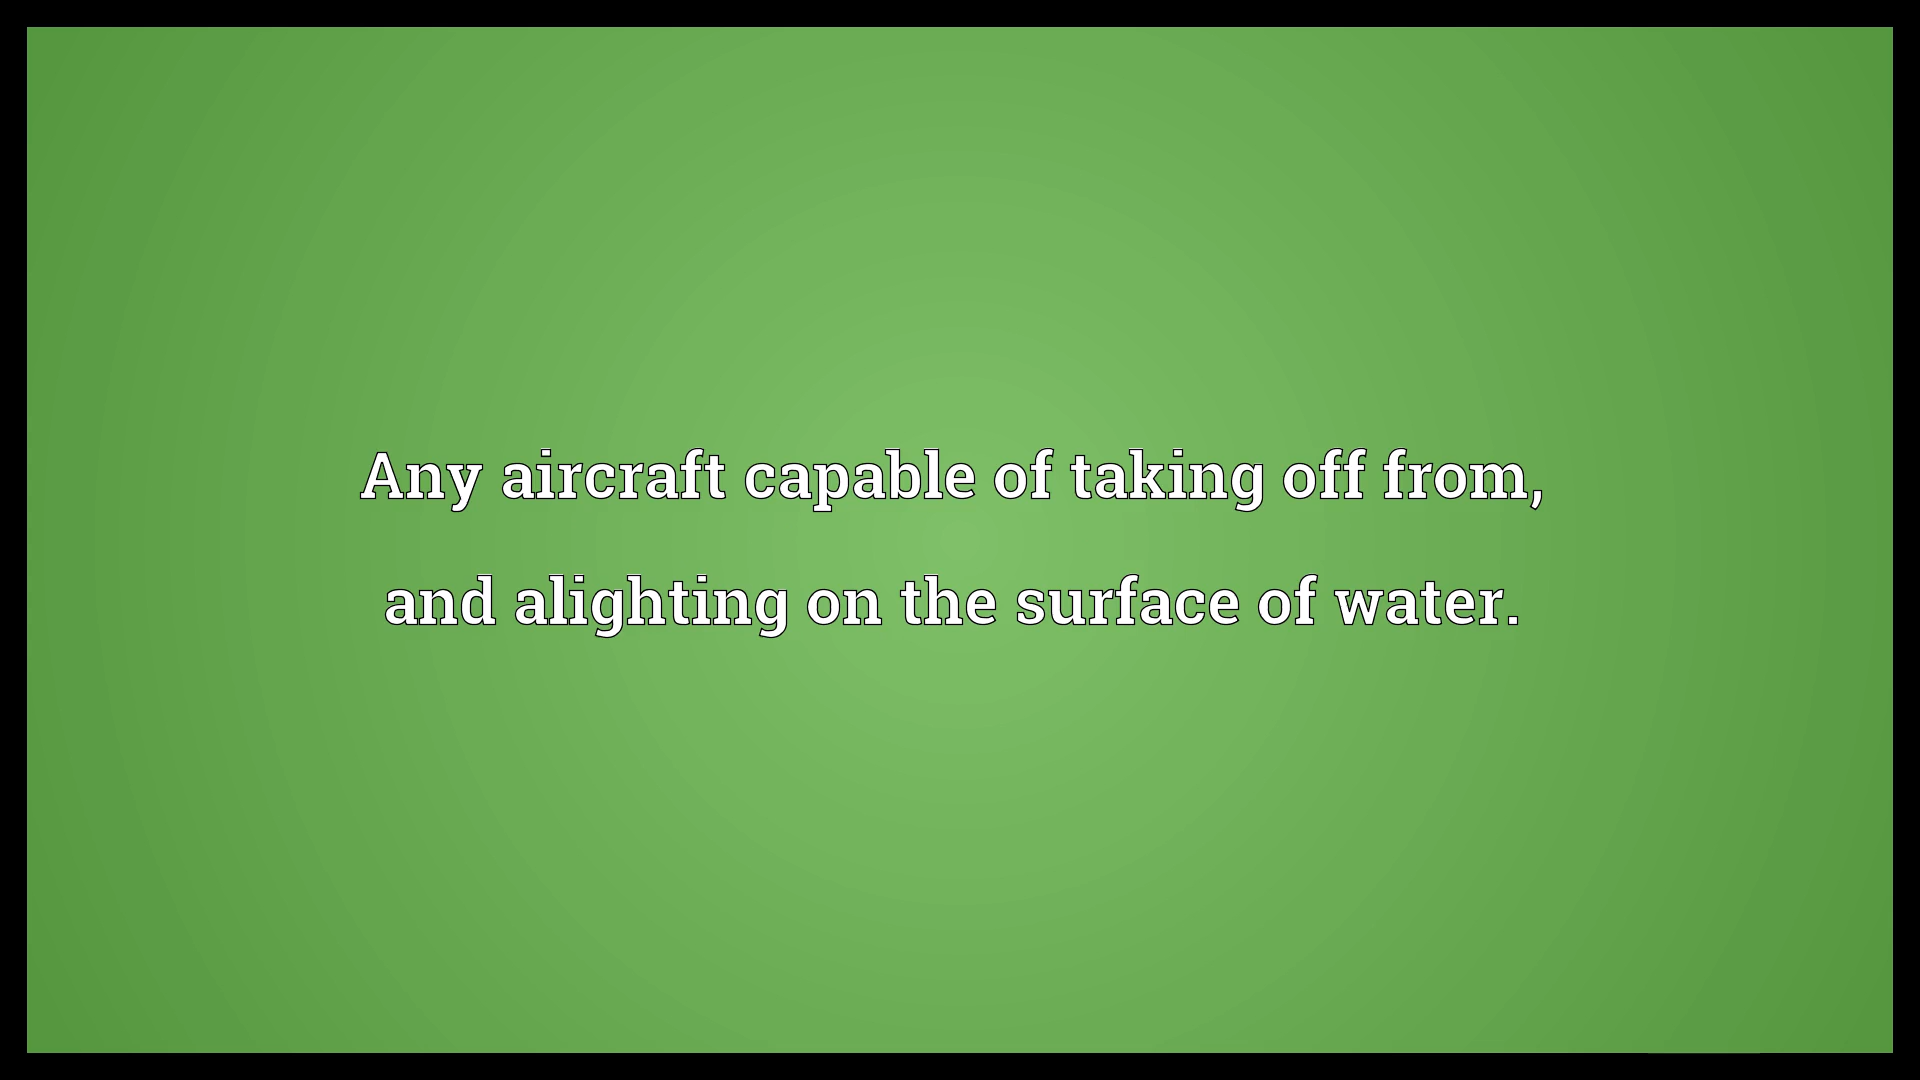 Any aircraft capable of taking off from,
and alighting on the surface of water.